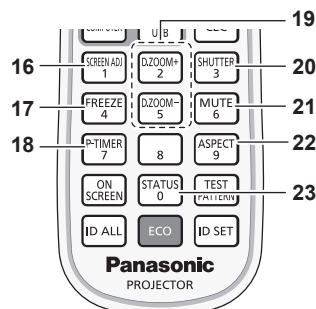 19
COMPUTER
U B
16
SCREEN ADJ
1
D.ZOOM+
2
SHUTTER
3
20
17
FREEZE
4
D.ZOOM-
5
MUTE
6
21
18
P-TIMER
7
8
ASPECT
9
22
ON
SCREEN
STATUS
0
TEST
PATTERN
23
ID ALL
ECO
ID SET
Panasonic
PROJECTOR